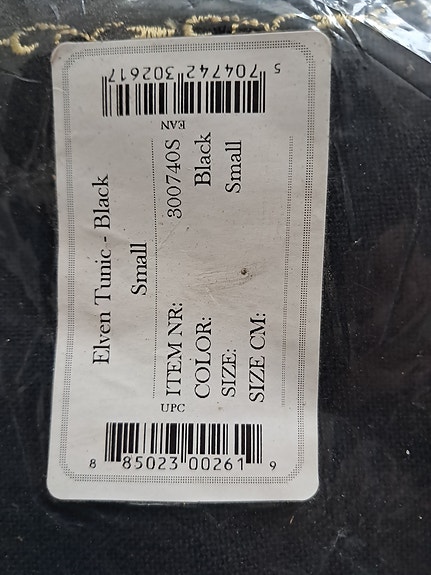 Elven Tunic - Black
Small
ITEM NR: 300740S
COLOR: Black
SIZE: Small
SIZE CM:
EAN
5 704742 302617
UPC
8 85023 00261 9